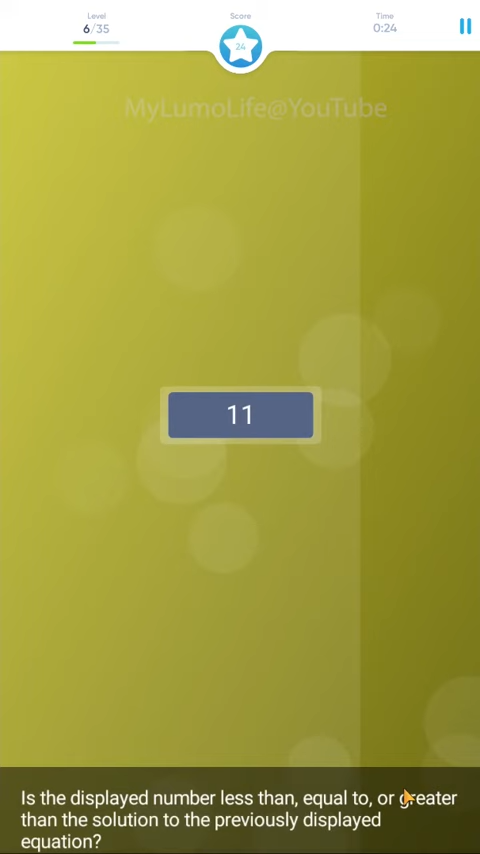 Level
Score
Time
6/35
24
0:24
MyLumoLife@YouTube
11
Is the displayed number less than, equal to, or greater
than the solution to the previously displayed
equation?